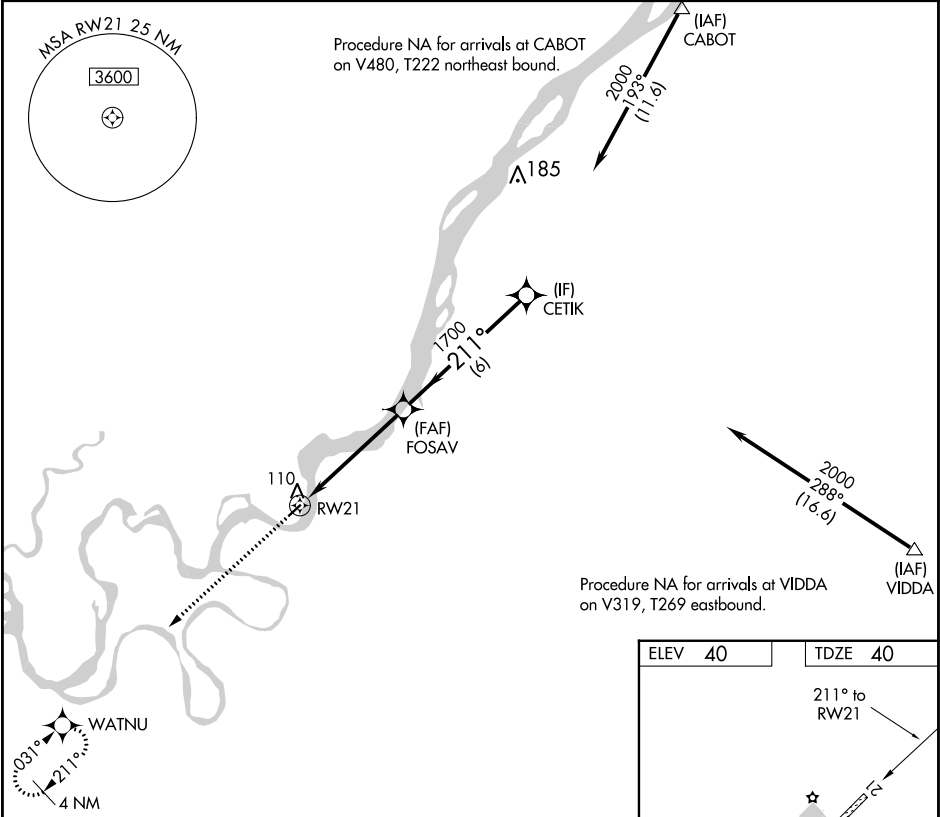 MSA RW21 25 NM
3600
Procedure NA for arrivals at CABOT
on V480, T222 northeast bound.
(IAF)
CABOT
2000
193°
(11.6)
185
(IF)
CETIK
1700
211°
(6)
(FAF)
FOSAV
110
RW21
2000
288°
(16.6)
(IAF)
VIDDA
Procedure NA for arrivals at VIDDA
on V319, T269 eastbound.
WATNU
031°
211°
4 NM
ELEV 40
TDZE 40
211° to
RW21
21